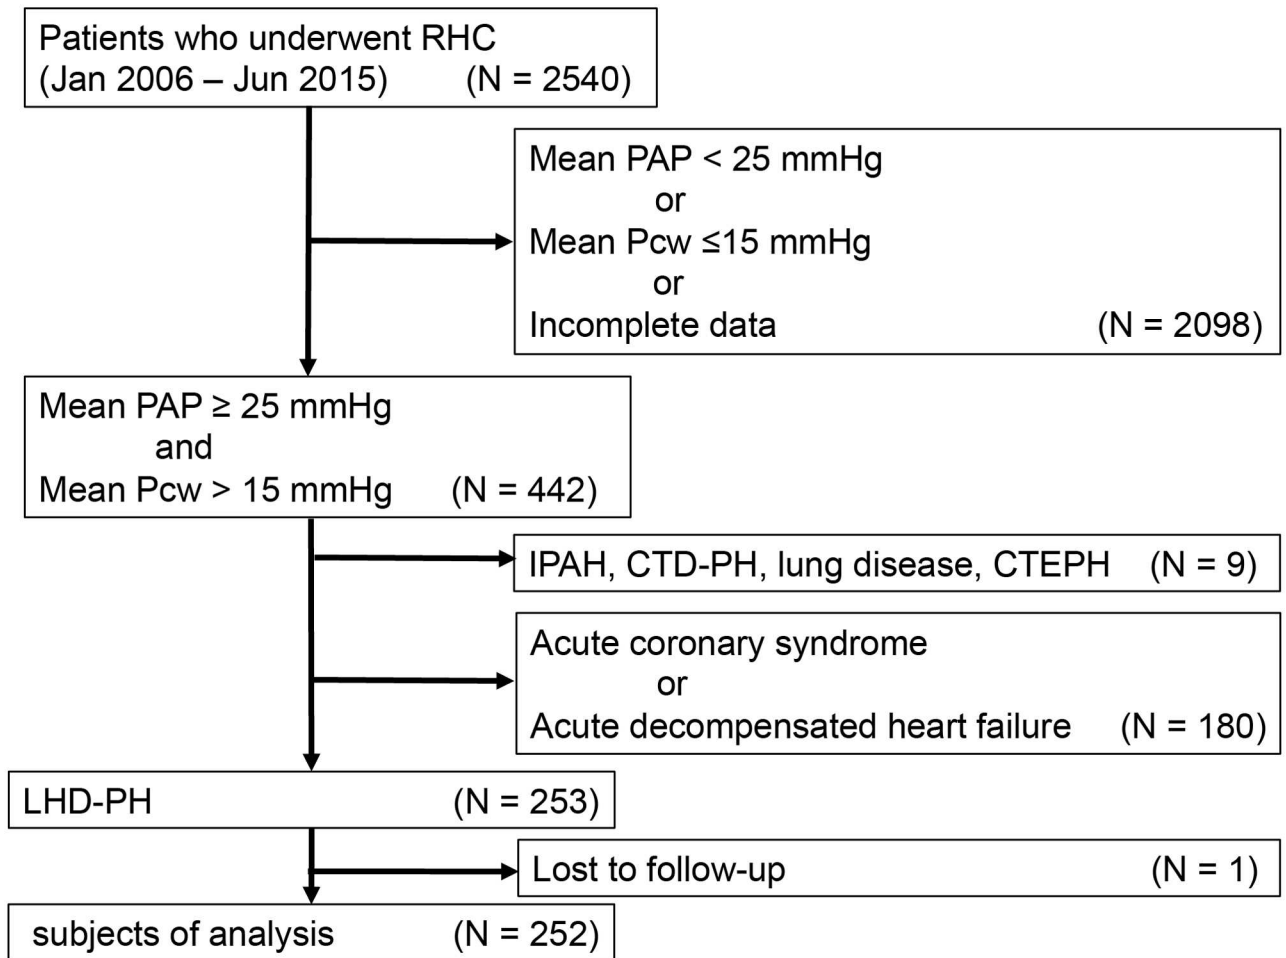 Patients who underwent RHC
(Jan 2006 – Jun 2015) (N = 2540)
Mean PAP < 25 mmHg
or
Mean Pcw ≤15 mmHg
or
Incomplete data (N = 2098)
Mean PAP ≥ 25 mmHg
and
Mean Pcw > 15 mmHg (N = 442)
IPAH, CTD-PH, lung disease, CTEPH (N = 9)
Acute coronary syndrome
or
Acute decompensated heart failure (N = 180)
LHD-PH (N = 253)
Lost to follow-up (N = 1)
subjects of analysis (N = 252)